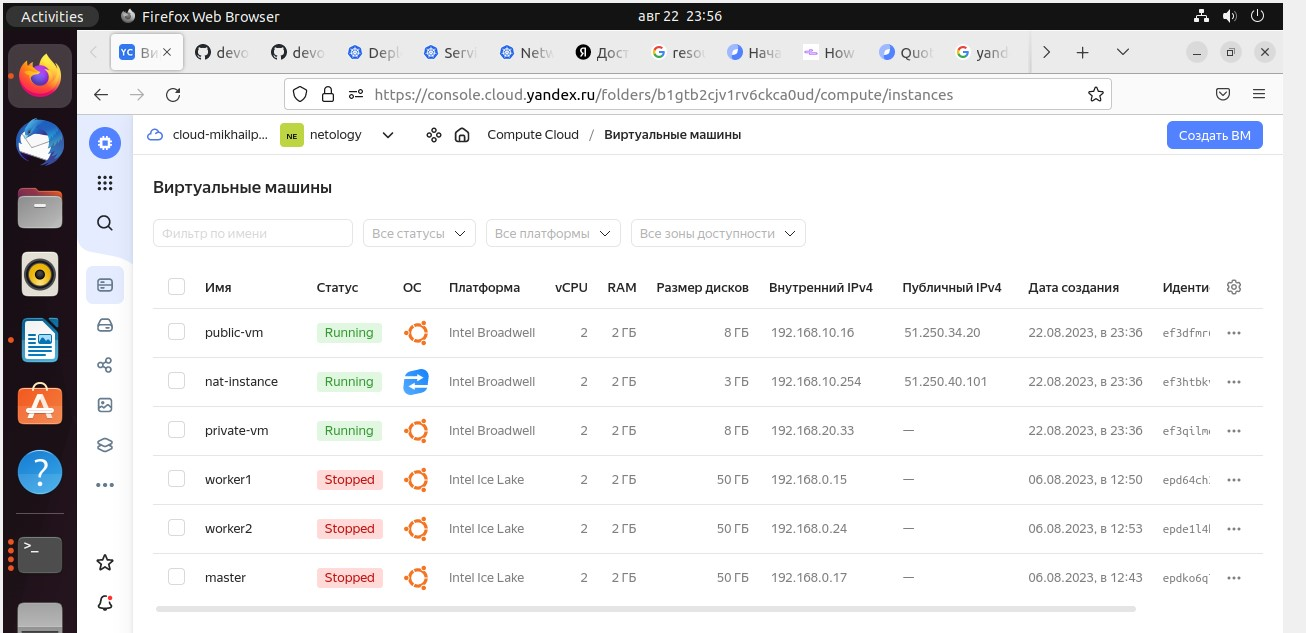 Activities Firefox Web Browser авг 22 23:56
YC Ви devo devo Depl Servi Netw Дост resou Нача How Quot yand
https://console.cloud.yandex.ru/folders/b1gtb2cjv1rv6ckca0ud/compute/instances
cloud-mikhailp... NE netology Compute Cloud / Виртуальные машины Создать ВМ
Виртуальные машины
Фильтр по имени Все статусы Все платформы Все зоны доступности
Имя Статус ОС Платформа vCPU RAM Размер дисков Внутренний IPv4 Публичный IPv4 Дата создания Иденти
public-vm Running Intel Broadwell 2 2 ГБ 8 ГБ 192.168.10.16 51.250.34.20 22.08.2023, в 23:36 ef3dfmr
nat-instance Running Intel Broadwell 2 2 ГБ 3 ГБ 192.168.10.254 51.250.40.101 22.08.2023, в 23:36 ef3htbk
private-vm Running Intel Broadwell 2 2 ГБ 8 ГБ 192.168.20.33 — 22.08.2023, в 23:36 ef3qilm
worker1 Stopped Intel Ice Lake 2 2 ГБ 50 ГБ 192.168.0.15 — 06.08.2023, в 12:50 epd64ch
worker2 Stopped Intel Ice Lake 2 2 ГБ 50 ГБ 192.168.0.24 — 06.08.2023, в 12:53 epde1l4
master Stopped Intel Ice Lake 2 2 ГБ 50 ГБ 192.168.0.17 — 06.08.2023, в 12:43 epdko6q